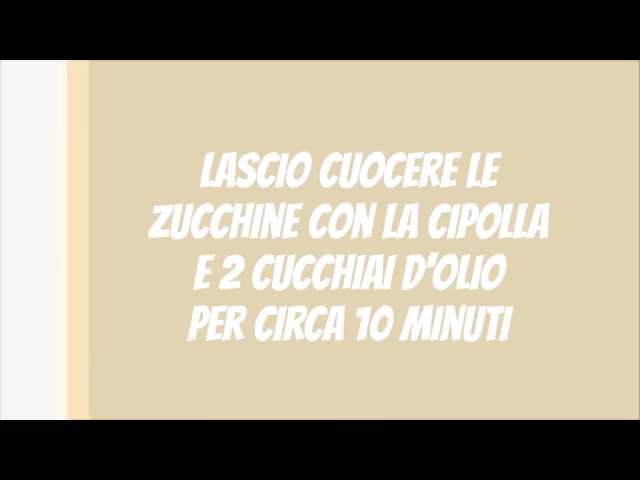 LASCIO CUOCERE LE
ZUCCHINE CON LA CIPOLLA
E 2 CUCCHIAI D'OLIO
PER CIRCA 10 MINUTI